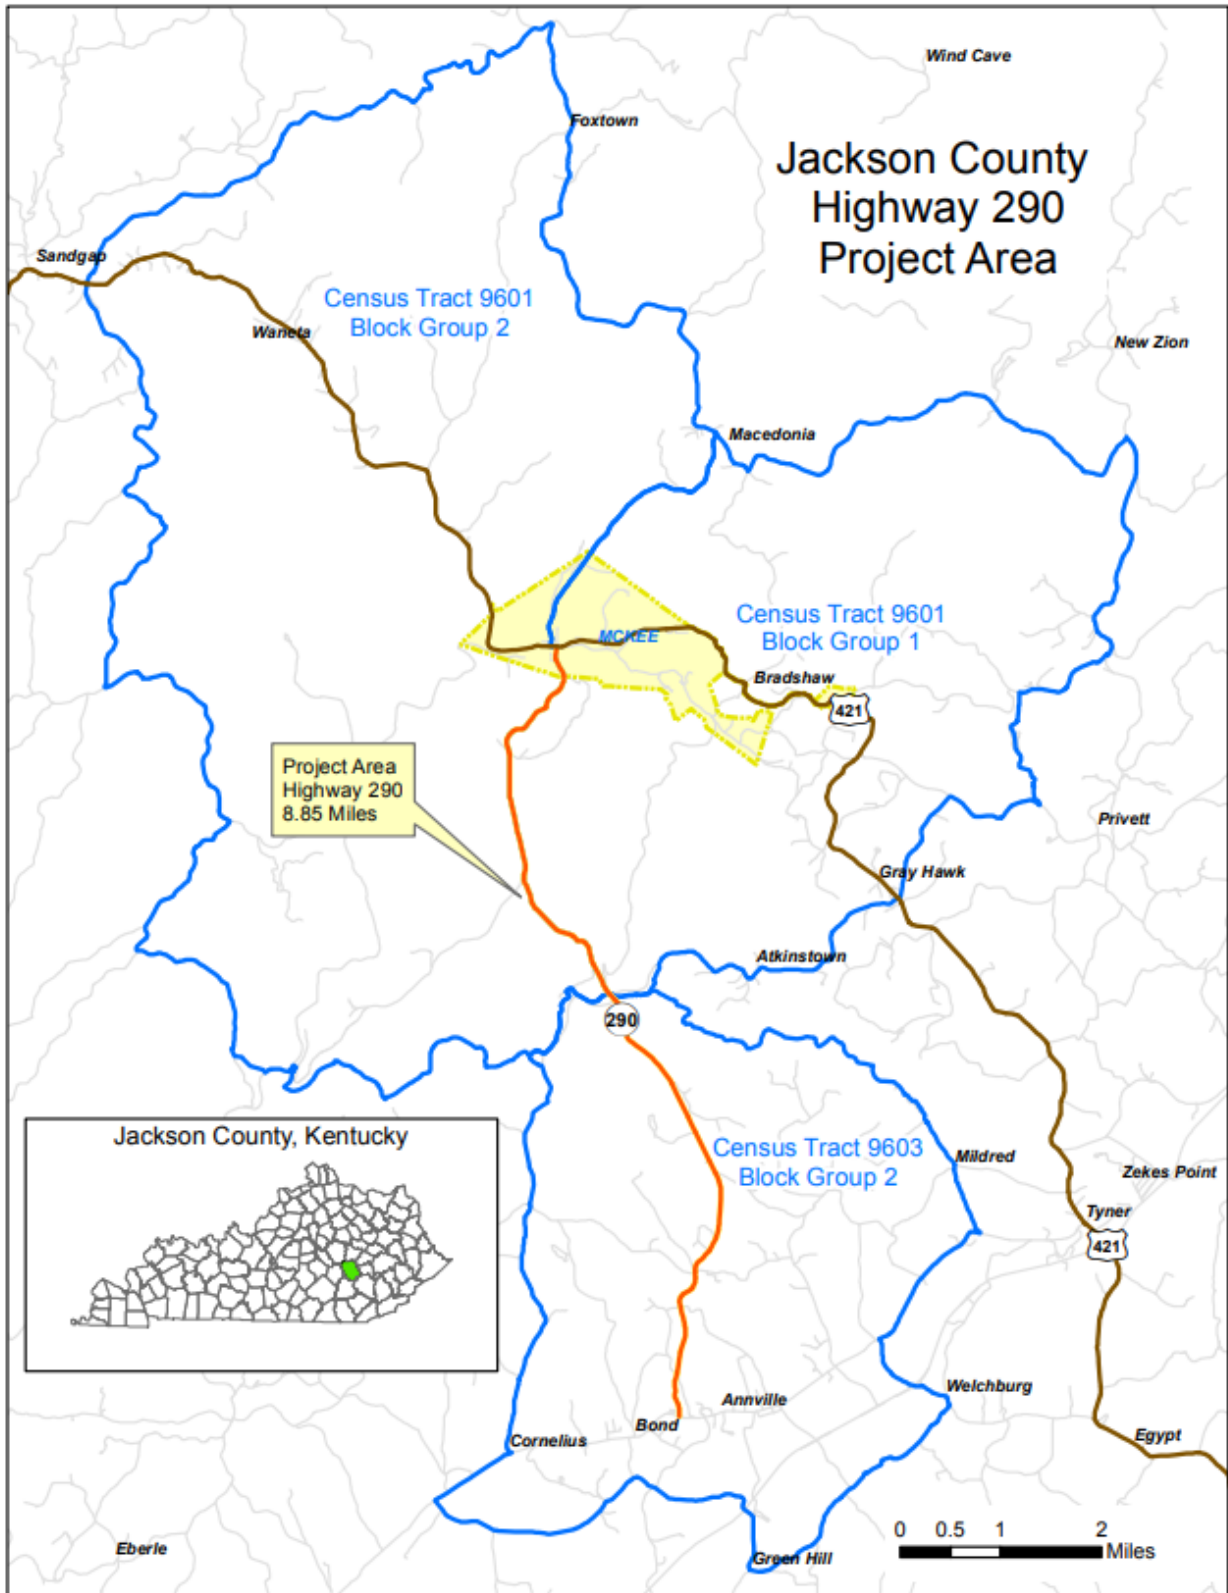 Wind Cave
Foxtown
Jackson County
Highway 290
Project Area
Sandgap
Census Tract 9601
Block Group 2
Waneta
New Zion
Macedonia
Census Tract 9601
Block Group 1
MCKEE
Bradshaw
421
Project Area
Highway 290
8.85 Miles
Privett
Gray Hawk
Atkinstown
290
Jackson County, Kentucky
Census Tract 9603
Block Group 2
Mildred
Zekes Point
Tyner
421
Welchburg
Annville
Bond
Cornelius
Egypt
0 0.5 1 2
Miles
Eberle
Green Hill